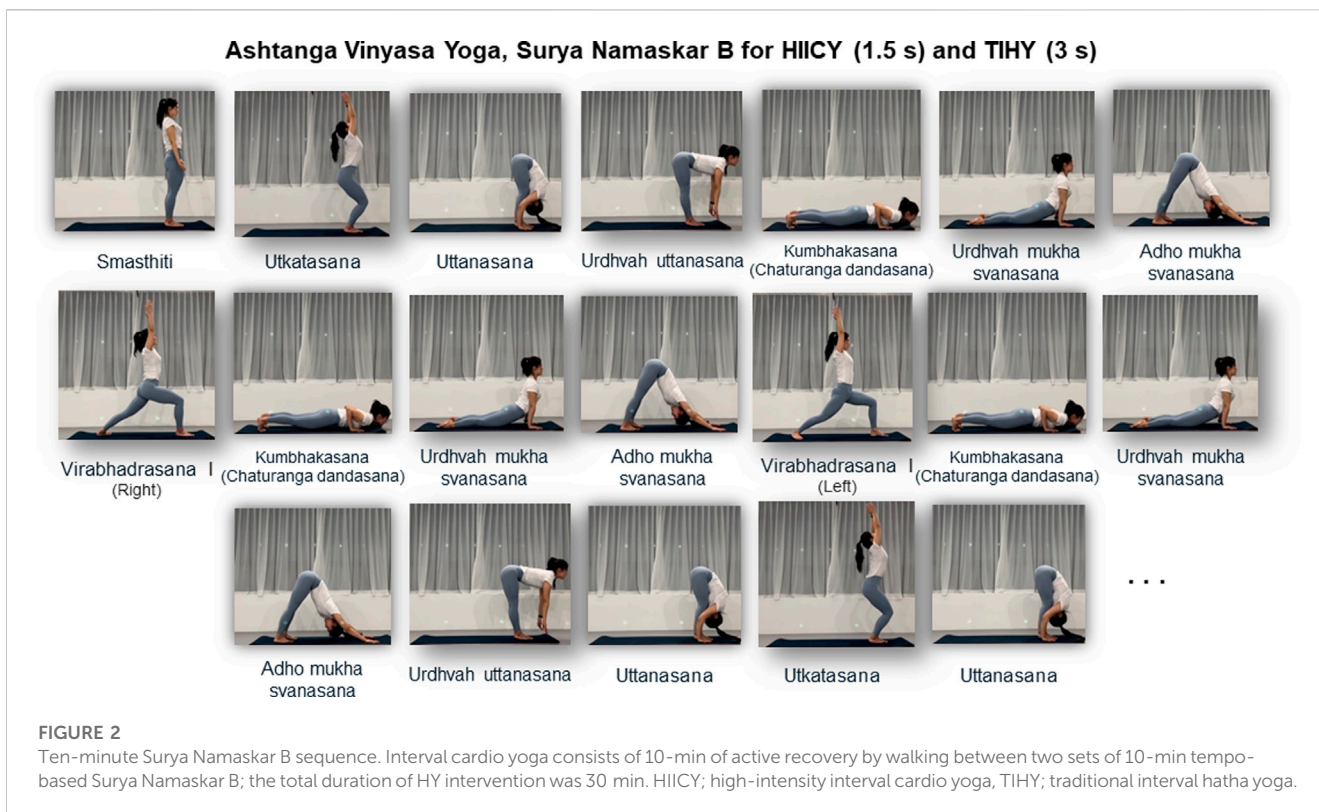 Ashtanga Vinyasa Yoga, Surya Namaskar B for HIICY (1.5 s) and TIHY (3 s)
Smasthiti
Utkatasana
Uttanasana
Urdhvah uttanasana
Kumbhakasana
(Chaturanga dandasana)
Urdhvah mukha
svanasana
Adho mukha
svanasana
Virabhadrasana I
(Right)
Kumbhakasana
(Chaturanga dandasana)
Urdhvah mukha
svanasana
Adho mukha
svanasana
Virabhadrasana I
(Left)
Kumbhakasana
(Chaturanga dandasana)
Urdhvah mukha
svanasana
Adho mukha
svanasana
Urdhvah uttanasana
Uttanasana
Utkatasana
Uttanasana
...
FIGURE 2
Ten-minute Surya Namaskar B sequence. Interval cardio yoga consists of 10-min of active recovery by walking between two sets of 10-min tempo-
based Surya Namaskar B; the total duration of HY intervention was 30 min. HIICY; high-intensity interval cardio yoga, TIHY; traditional interval hatha yoga.